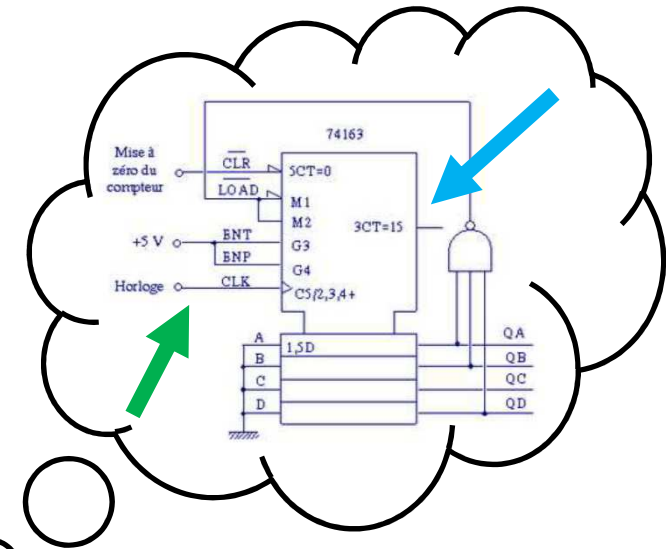 74163
Mise à
zéro du
compteur
CLR
5CT=0
LOAD
M1
M2
3CT=15
+5 V
ENT
G3
ENP
G4
Horloge
CLK
C5/2,3,4+
A
1,5D
QA
B
QB
C
QC
D
QD